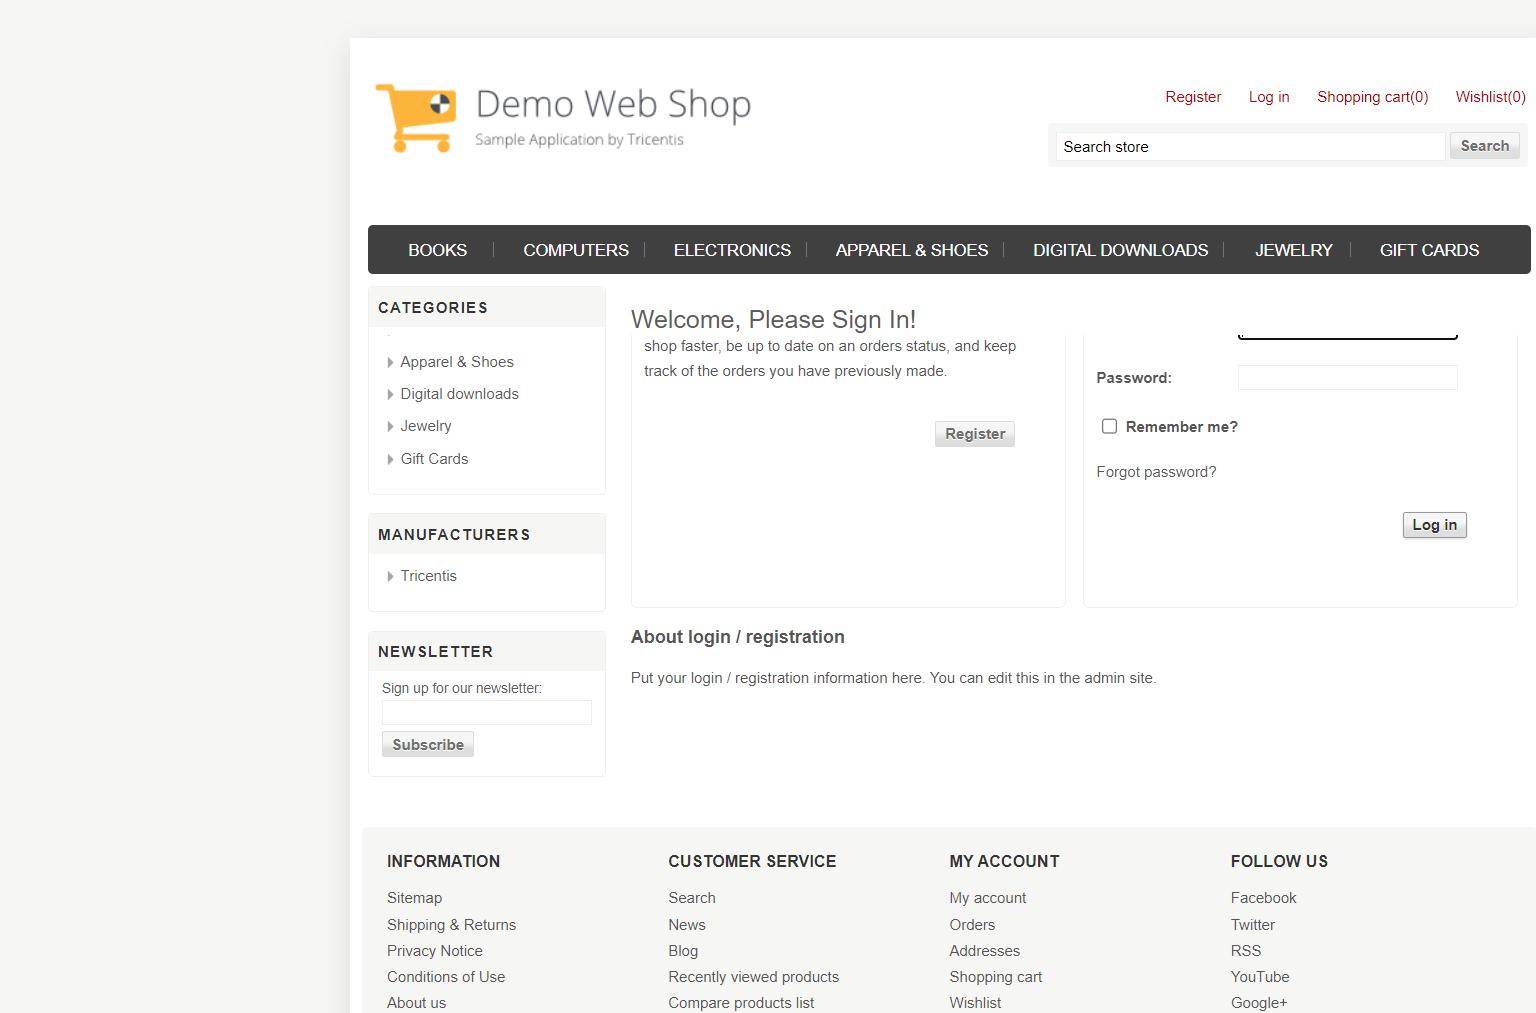 Demo Web Shop
Sample Application by Tricentis
Register
Log in
Shopping cart(0)
Wishlist(0)
Search store
Search
BOOKS
COMPUTERS
ELECTRONICS
APPAREL & SHOES
DIGITAL DOWNLOADS
JEWELRY
GIFT CARDS
CATEGORIES
Apparel & Shoes
Digital downloads
Jewelry
Gift Cards
MANUFACTURERS
Tricentis
NEWSLETTER
Sign up for our newsletter:
Subscribe
Welcome, Please Sign In!
shop faster, be up to date on an orders status, and keep
track of the orders you have previously made.
Register
Password:
Remember me?
Forgot password?
Log in
About login / registration
Put your login / registration information here. You can edit this in the admin site.
INFORMATION
Sitemap
Shipping & Returns
Privacy Notice
Conditions of Use
About us
CUSTOMER SERVICE
Search
News
Blog
Recently viewed products
Compare products list
MY ACCOUNT
My account
Orders
Addresses
Shopping cart
Wishlist
FOLLOW US
Facebook
Twitter
RSS
YouTube
Google+